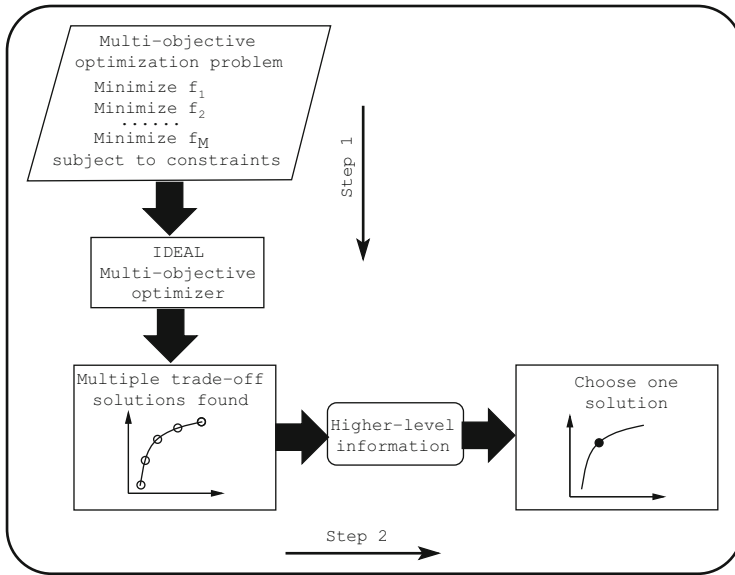 Multi-objective
optimization problem
Minimize f1
Minimize f2
......
Minimize fM
subject to constraints
Step 1
IDEAL
Multi-objective
optimizer
Multiple trade-off
solutions found
Higher-level
information
Choose one
solution
Step 2